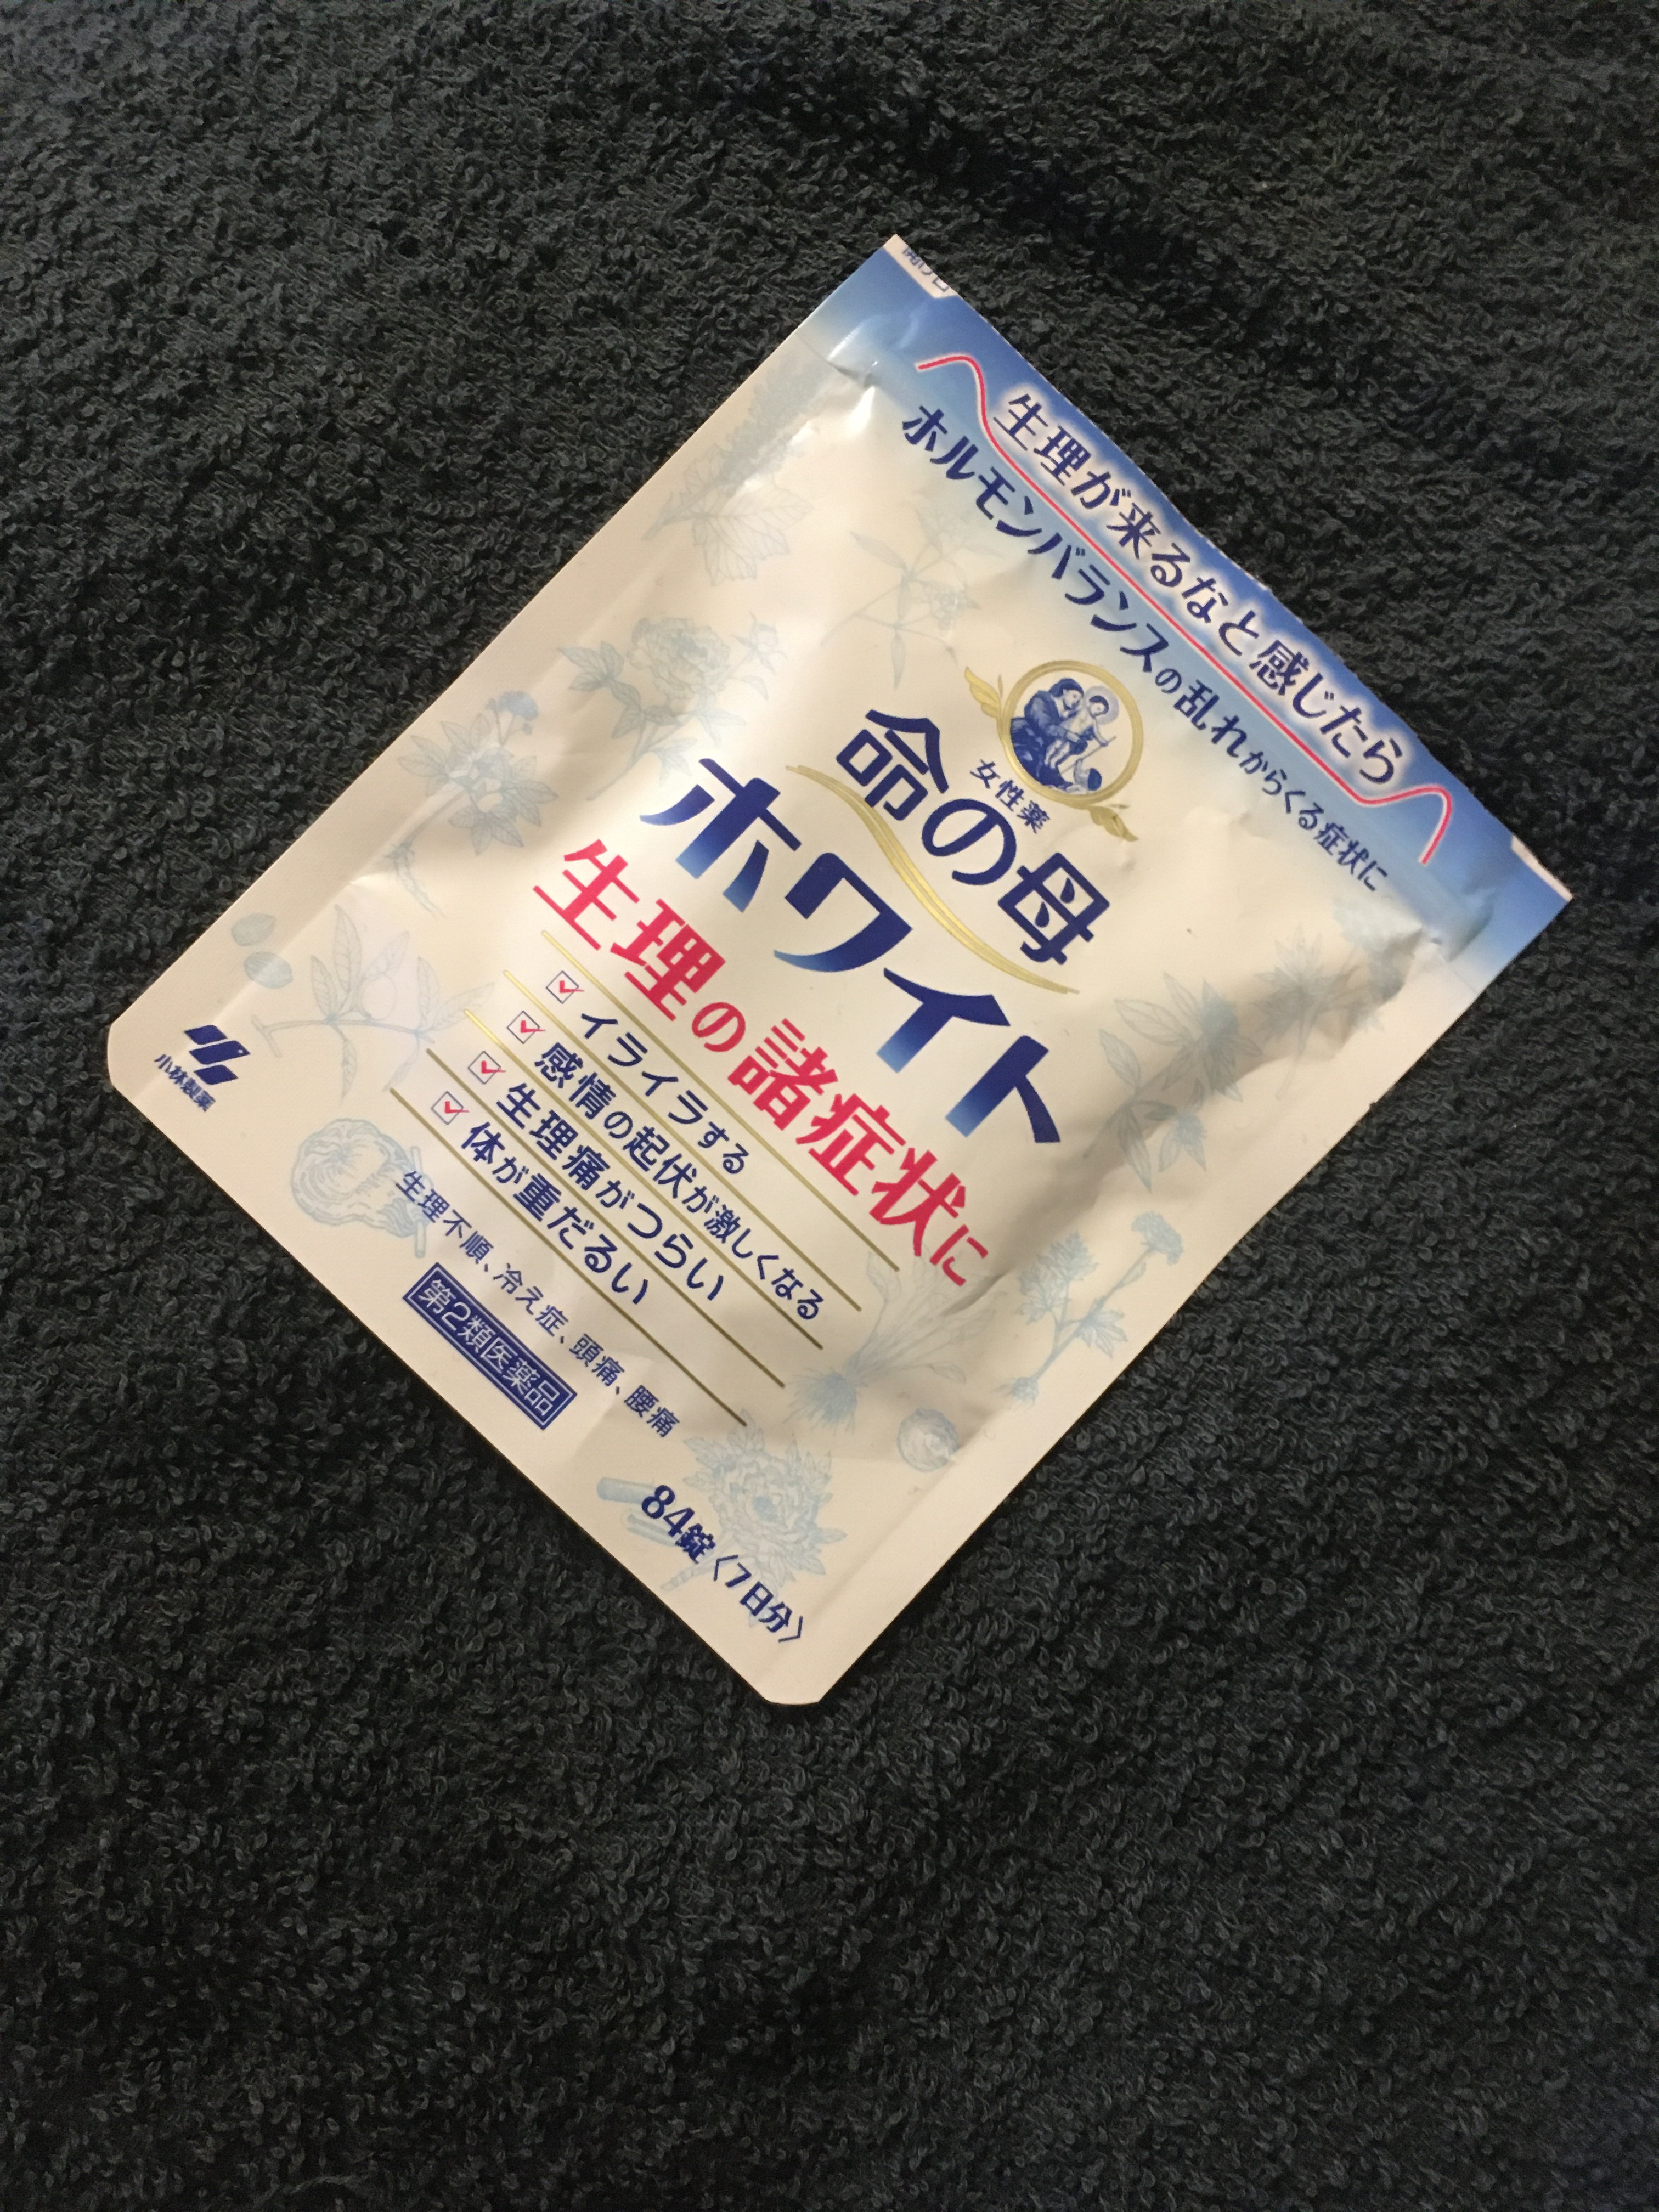 開け口
生理が来るなと感じたら
ホルモンバランスの乱れからくる症状に
女性薬
命の母
ホワイト
生理の諸症状に
イライラする
感情の起伏が激しくなる
生理痛がつらい
体が重だるい
生理不順、冷え症、頭痛、腰痛
第2類医薬品
小林製薬
84錠〈7日分〉